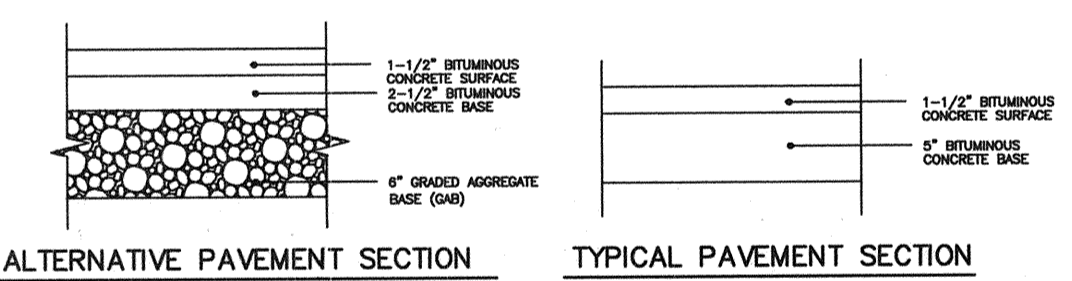 1-1/2" BITUMINOUS
CONCRETE SURFACE
2-1/2" BITUMINOUS
CONCRETE BASE
6" GRADED AGGREGATE
BASE (GAB)
ALTERNATIVE PAVEMENT SECTION
1-1/2" BITUMINOUS
CONCRETE SURFACE
5" BITUMINOUS
CONCRETE BASE
TYPICAL PAVEMENT SECTION